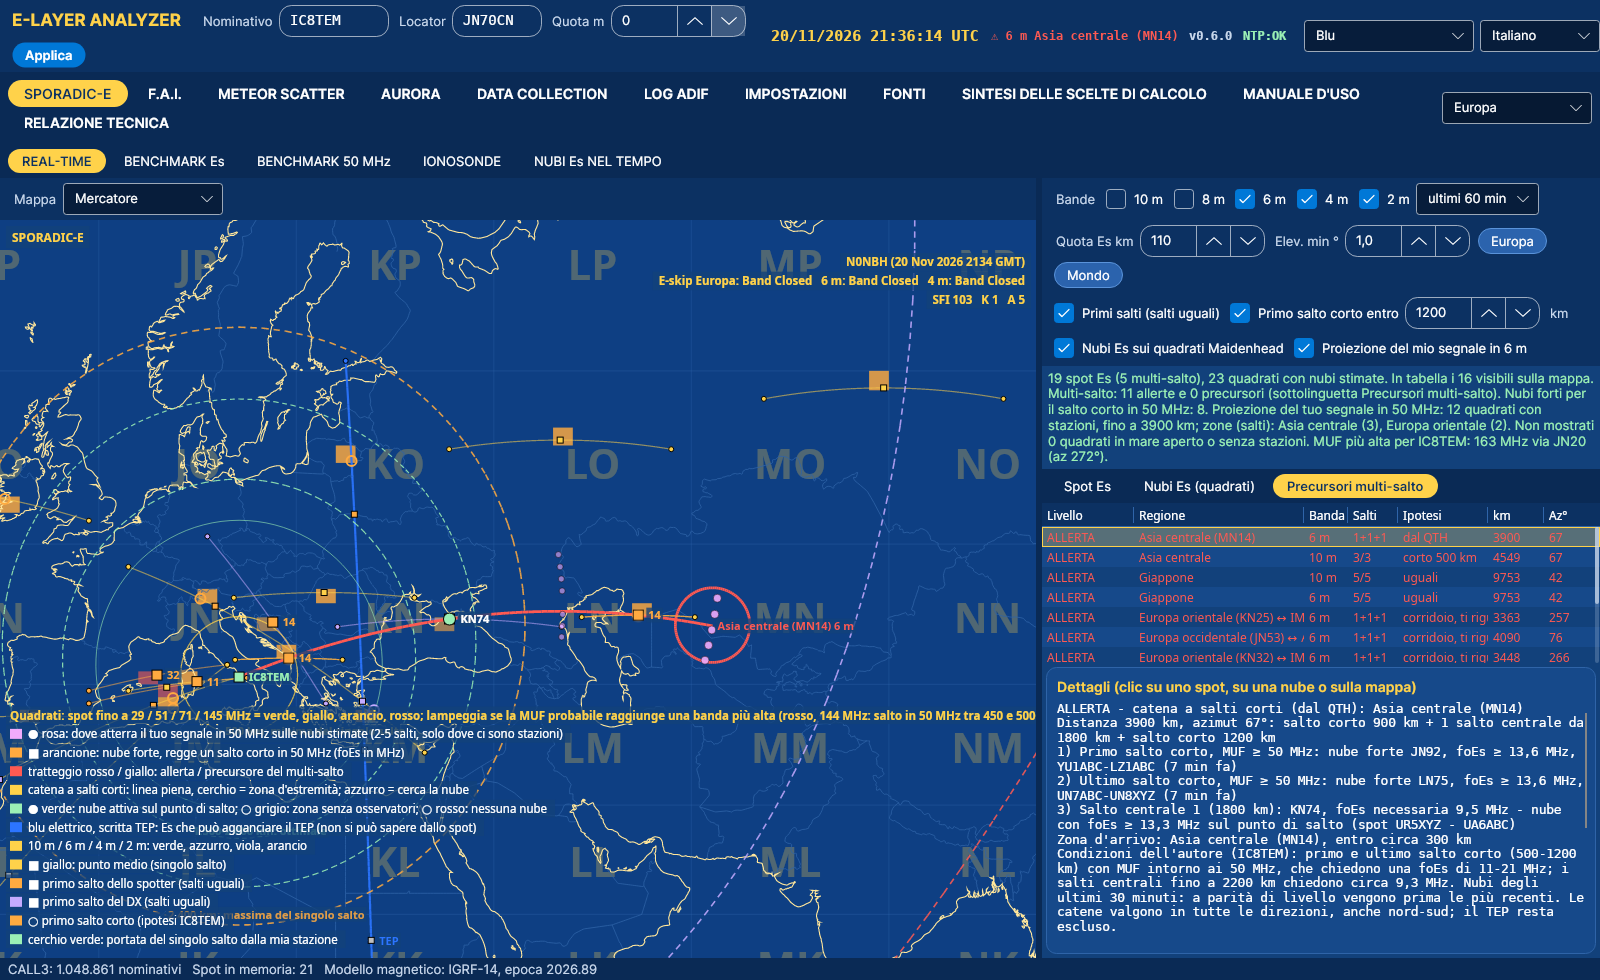 E-LAYER ANALYZER
Nominativo IC8TEM Locator JN70CN Quota m 0
20/11/2026 21:36:14 UTC ⚠ 6 m Asia centrale (MN14) v0.6.0 NTP:OK Blu Italiano
Applica
SPORADIC-E F.A.I. METEOR SCATTER AURORA DATA COLLECTION LOG ADIF IMPOSTAZIONI FONTI SINTESI DELLE SCELTE DI CALCOLO MANUALE D'USO
RELAZIONE TECNICA
Europa
REAL-TIME BENCHMARK Es BENCHMARK 50 MHz IONOSONDE NUBI Es NEL TEMPO
Mappa Mercatore
SPORADIC-E
JP KP LP MP NP
N0NBH (20 Nov 2026 2134 GMT)
E-skip Europa: Band Closed 6 m: Band Closed 4 m: Band Closed
SFI 103 K 1 A 5
KO LO MO NO
JN KN LN MN NN
14
KN74
14
Asia centrale (MN14) 6 m
14
32
11
IC8TEM
Quadrati: spot fino a 29 / 51 / 71 / 145 MHz = verde, giallo, arancio, rosso; lampeggia se la MUF probabile raggiunge una banda più alta (rosso, 144 MHz: salto in 50 MHz tra 450 e 500
● rosa: dove atterra il tuo segnale in 50 MHz sulle nubi stimate (2-5 salti, solo dove ci sono stazioni)
■ arancione: nube forte, regge un salto corto in 50 MHz (foEs in MHz)
tratteggio rosso / giallo: allerta / precursore del multi-salto
catena a salti corti: linea piena, cerchio = zona d'estremità; azzurro = cerca la nube
● verde: nube attiva sul punto di salto; ○ grigio: zona senza osservatori; ○ rosso: nessuna nube
blu elettrico, scritta TEP: Es che può agganciare il TEP (non si può sapere dallo spot)
10 m / 6 m / 4 m / 2 m: verde, azzurro, viola, arancio
■ giallo: punto medio (singolo salto)
■ primo salto dello spotter (salti uguali)
■ primo salto del DX (salti uguali)
○ primo salto corto (ipotesi IC8TEM)
cerchio verde: portata del singolo salto dalla mia stazione
massima del singolo salto
LM MM NM
KL LL ML NL
TEP
Bande 10 m 8 m 6 m 4 m 2 m ultimi 60 min
Quota Es km 110 Elev. min ° 1,0 Europa
Mondo
Primi salti (salti uguali) Primo salto corto entro 1200 km
Nubi Es sui quadrati Maidenhead Proiezione del mio segnale in 6 m
19 spot Es (5 multi-salto), 23 quadrati con nubi stimate. In tabella i 16 visibili sulla mappa.
Multi-salto: 11 allerte e 0 precursori (sottolinguetta Precursori multi-salto). Nubi forti per
il salto corto in 50 MHz: 8. Proiezione del tuo segnale in 50 MHz: 12 quadrati con
stazioni, fino a 3900 km; zone (salti): Asia centrale (3), Europa orientale (2). Non mostrati
0 quadrati in mare aperto o senza stazioni. MUF più alta per IC8TEM: 163 MHz via JN20
(az 272°).
Spot Es Nubi Es (quadrati) Precursori multi-salto
Livello Regione Banda Salti Ipotesi km Az°
ALLERTA Asia centrale (MN14) 6 m 1+1+1 dal QTH 3900 67
ALLERTA Asia centrale 10 m 3/3 corto 500 km 4549 67
ALLERTA Giappone 10 m 5/5 uguali 9753 42
ALLERTA Giappone 6 m 5/5 uguali 9753 42
ALLERTA Europa orientale (KN25) ↔ IM 6 m 1+1+1 corridoio, ti rig 3363 257
ALLERTA Europa occidentale (JN53) ↔ 6 m 1+1+1 corridoio, ti rig 4090 76
ALLERTA Europa orientale (KN32) ↔ IM 6 m 1+1+1 corridoio, ti rig 3448 266
Dettagli (clic su uno spot, su una nube o sulla mappa)
ALLERTA - catena a salti corti (dal QTH): Asia centrale (MN14)
Distanza 3900 km, azimut 67°: salto corto 900 km + 1 salto centrale da
1800 km + salto corto 1200 km
1) Primo salto corto, MUF ≥ 50 MHz: nube forte JN92, foEs ≥ 13,6 MHz,
YU1ABC-LZ1ABC (7 min fa)
2) Ultimo salto corto, MUF ≥ 50 MHz: nube forte LN75, foEs ≥ 13,6 MHz,
UN7ABC-UN8XYZ (7 min fa)
3) Salto centrale 1 (1800 km): KN74, foEs necessaria 9,5 MHz - nube
con foEs ≥ 13,3 MHz sul punto di salto (spot UR5XYZ - UA6ABC)
Zona d'arrivo: Asia centrale (MN14), entro circa 300 km
Condizioni dell'autore (IC8TEM): primo e ultimo salto corto (500-1200
km) con MUF intorno ai 50 MHz, che chiedono una foEs di 11-21 MHz; i
salti centrali fino a 2200 km chiedono circa 9,3 MHz. Nubi degli
ultimi 30 minuti: a parità di livello vengono prima le più recenti. Le
catene valgono in tutte le direzioni, anche nord-sud; il TEP resta
escluso.
CALL3: 1.048.861 nominativi Spot in memoria: 21 Modello magnetico: IGRF-14, epoca 2026.89